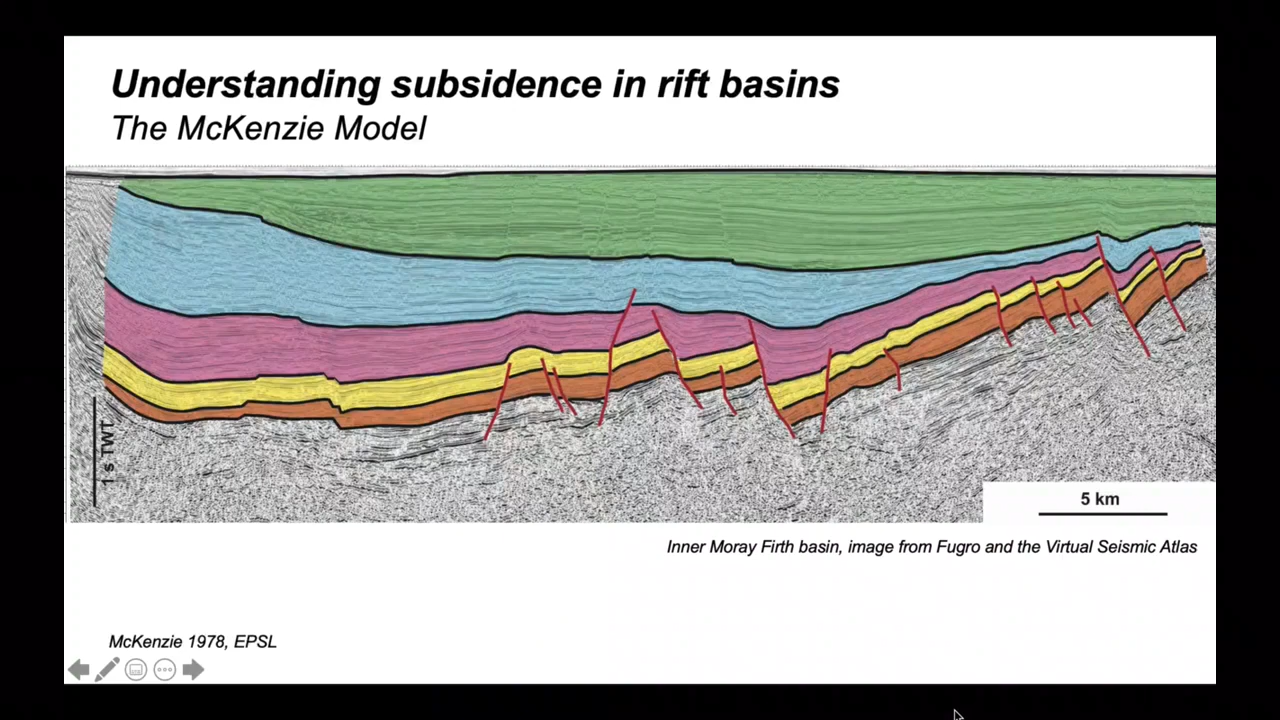 Understanding subsidence in rift basins
The McKenzie Model
1 s TWT
5 km
Inner Moray Firth basin, image from Fugro and the Virtual Seismic Atlas
McKenzie 1978, EPSL